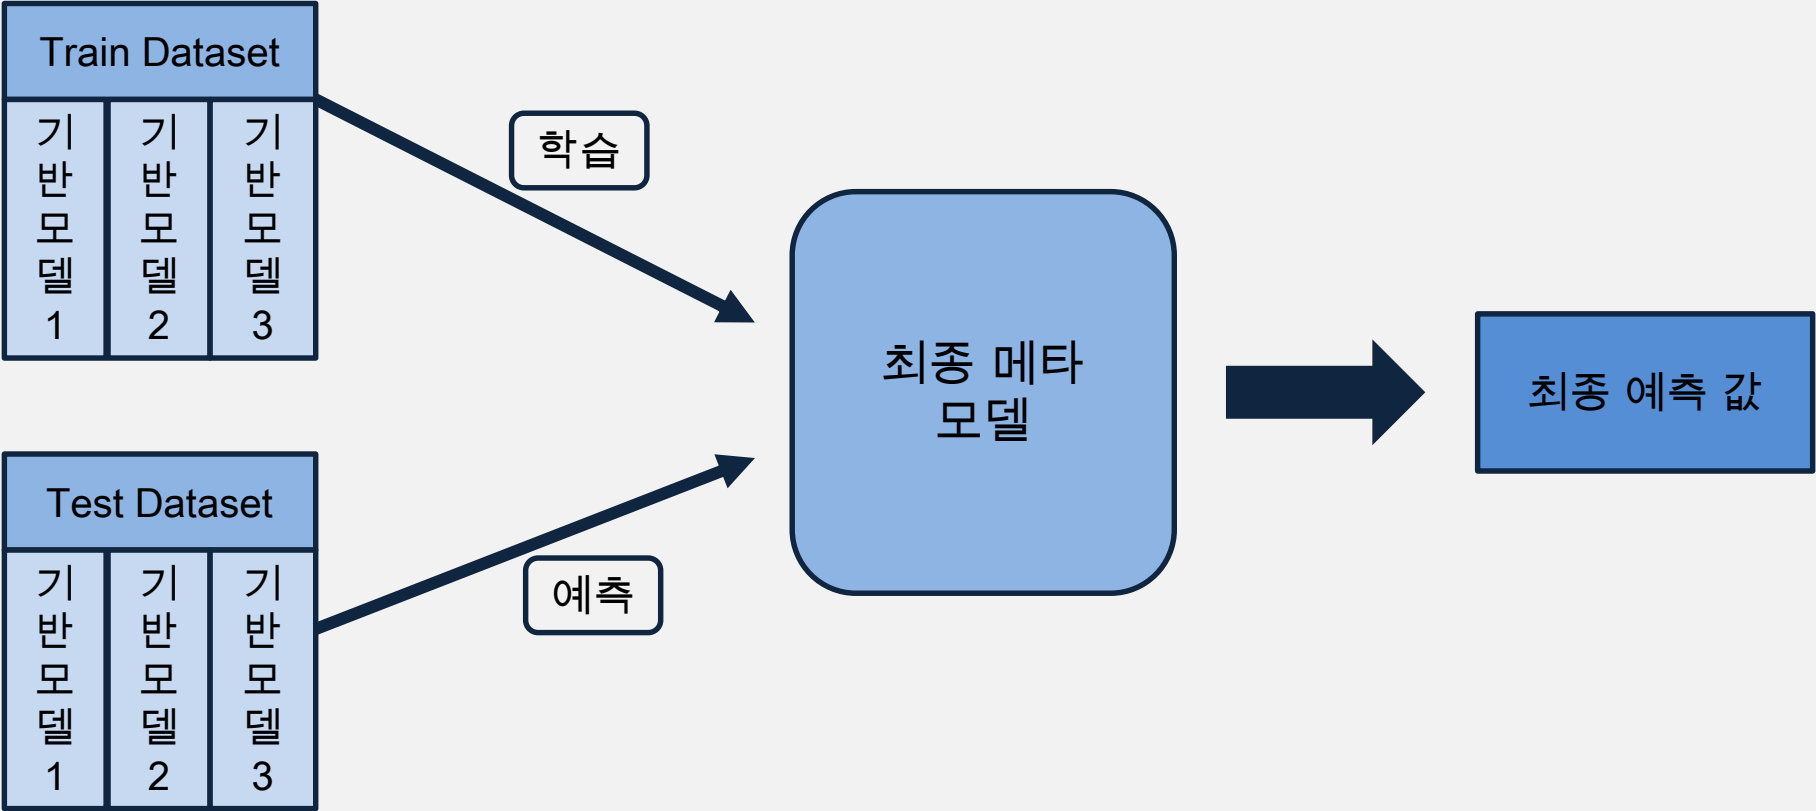 Train Dataset
기반모델1
기반모델2
기반모델3
학습
최종 메타
모델
최종 예측 값
Test Dataset
기반모델1
기반모델2
기반모델3
예측